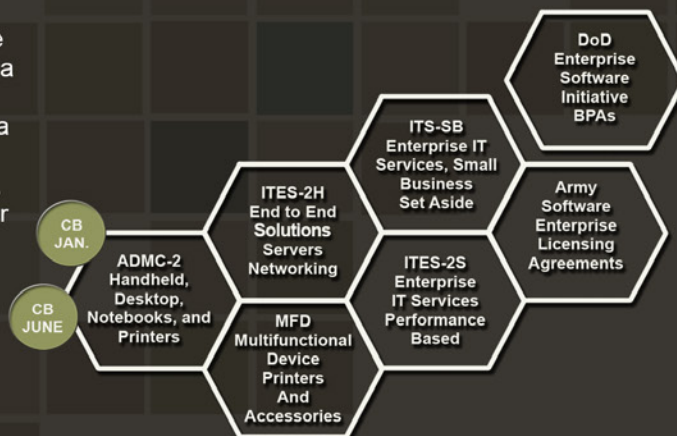 e
a
a
r
CB
JAN.
CB
JUNE
ADMC-2
Handheld,
Desktop,
Notebooks, and
Printers
ITES-2H
End to End
Solutions
Servers
Networking
MFD
Multifunctional
Device
Printers
And
Accessories
ITS-SB
Enterprise IT
Services, Small
Business
Set Aside
ITES-2S
Enterprise
IT Services
Performance
Based
DoD
Enterprise
Software
Initiative
BPAs
Army
Software
Enterprise
Licensing
Agreements